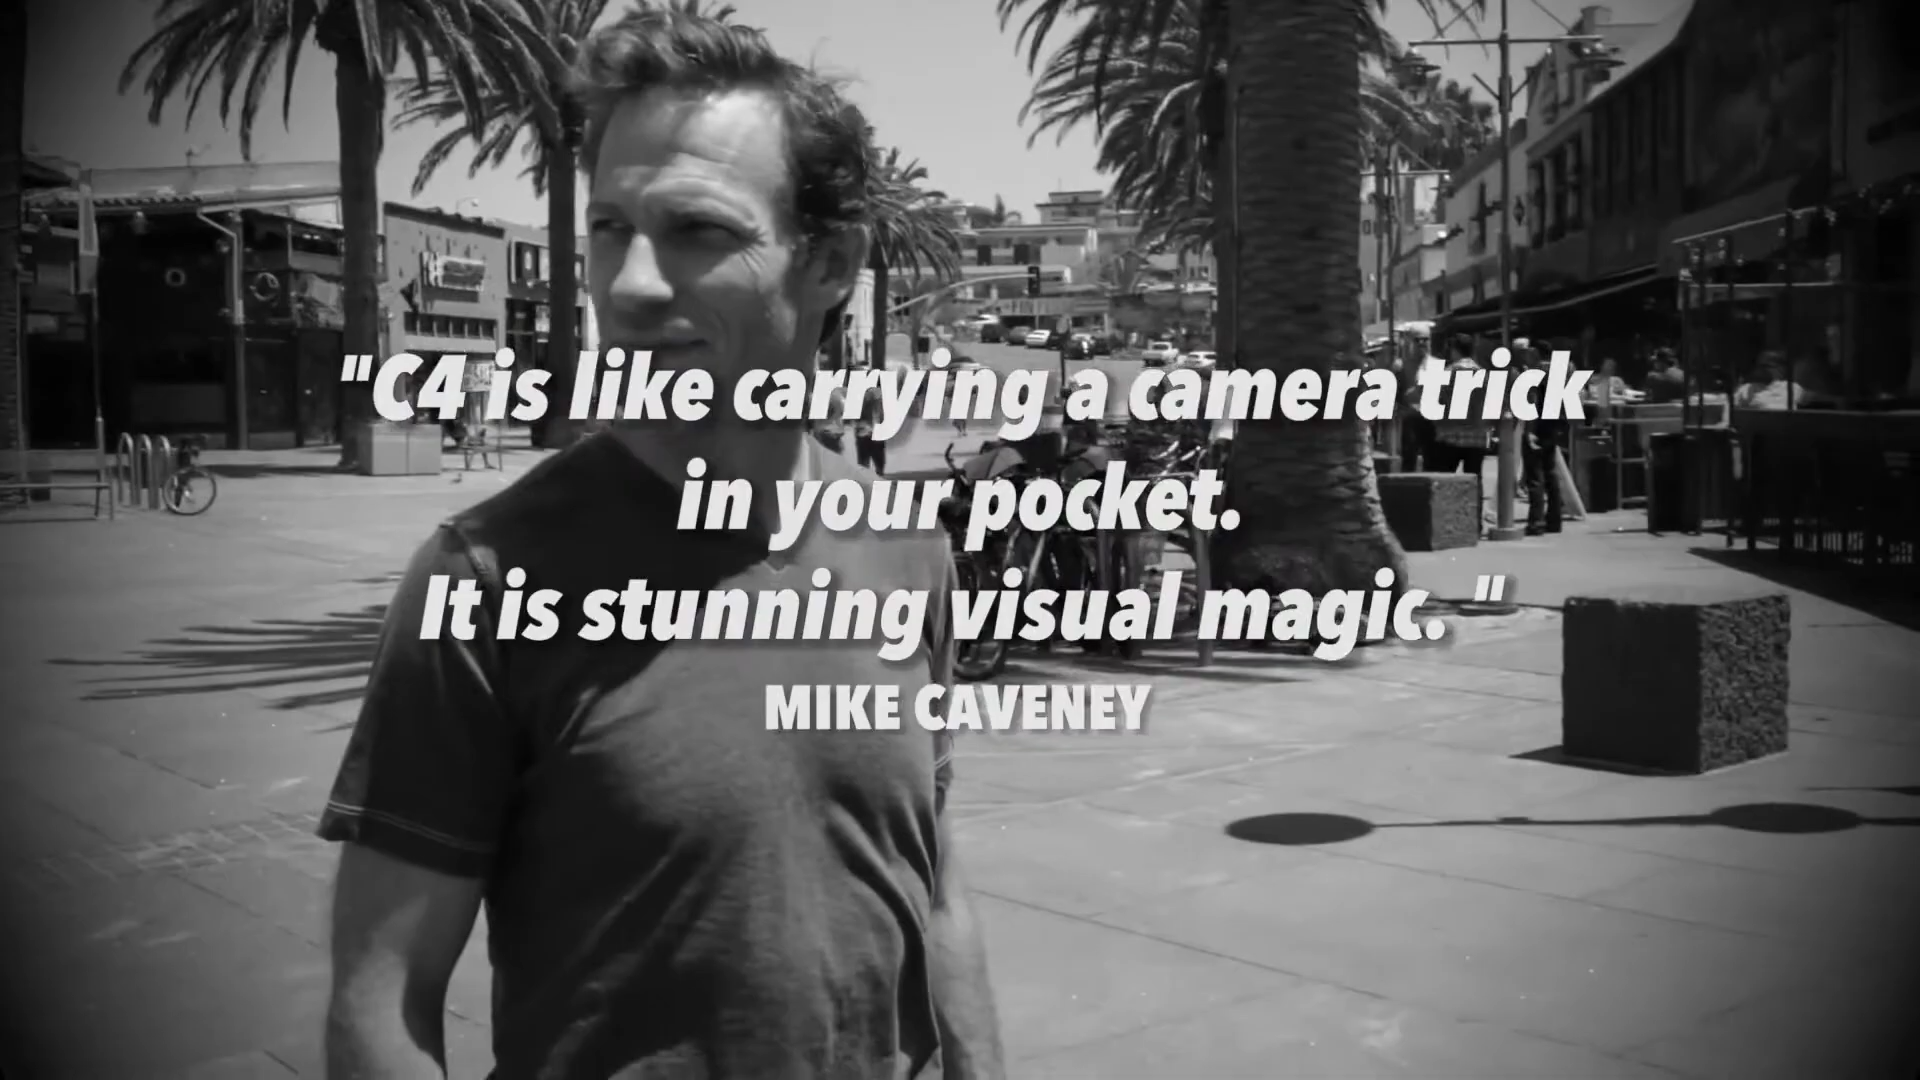 "C4 is like carrying a camera trick
in your pocket.
It is stunning visual magic. "
MIKE CAVENEY